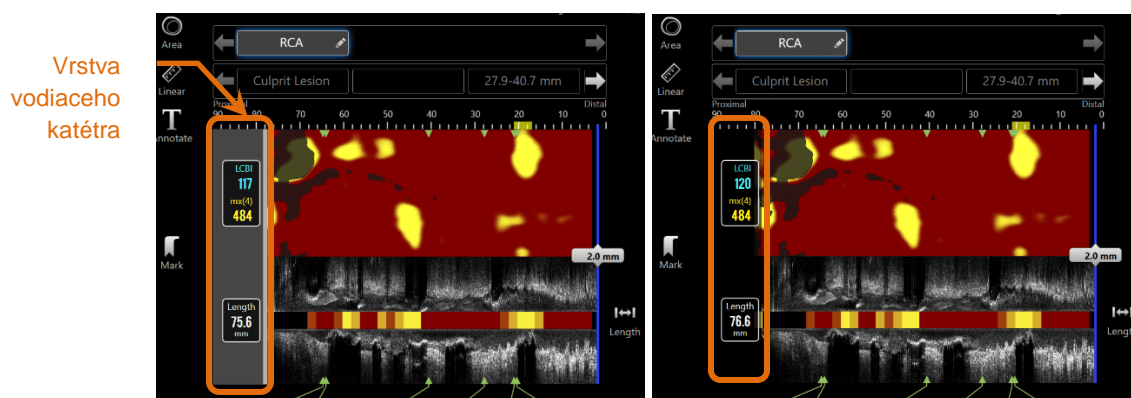 Vrstva
vodiaceho
katétra
Area
RCA
Linear
Culprit Lesion 27.9-40.7 mm
Proximal Distal
90 80 70 60 50 40 30 20 10 0
Annotate
LCBI
117
mx(4)
484
Mark
2.0 mm
Length
75.6
mm
Length
Area
RCA
Linear
Culprit Lesion 27.9-40.7 mm
Proximal Distal
90 80 70 60 50 40 30 20 10 0
Annotate
LCBI
120
mx(4)
484
Mark
2.0 mm
Length
76.6
mm